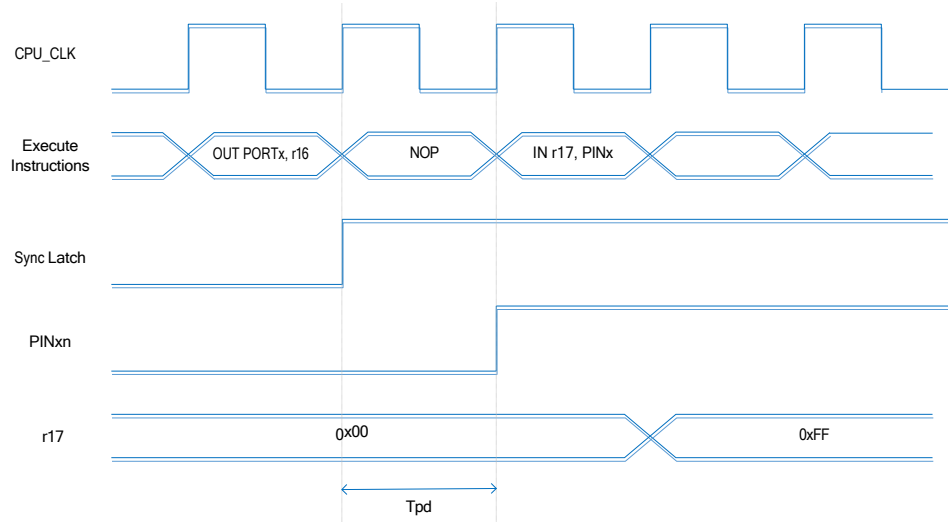 CPU_CLK
Execute
Instructions
OUT PORTx, r16
NOP
IN r17, PINx
Sync Latch
PINxn
r17
0x00
0xFF
Tpd